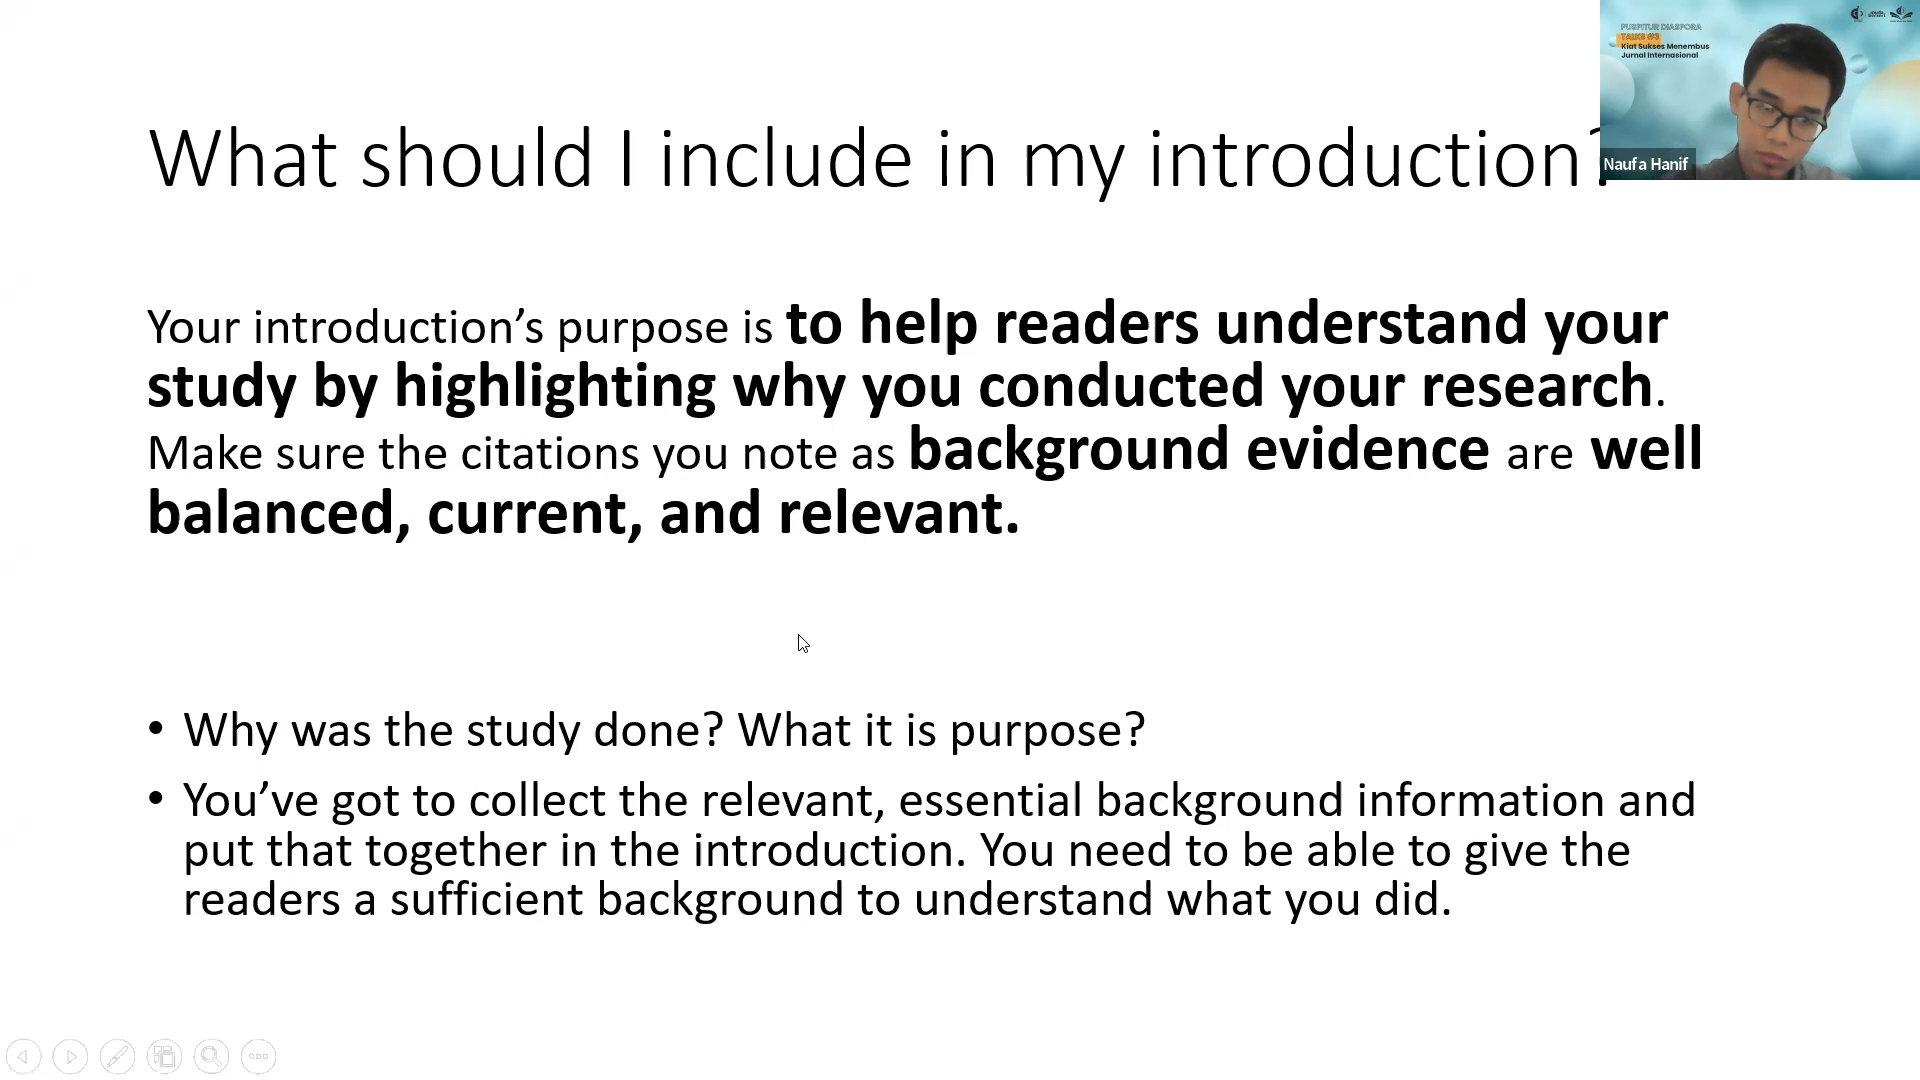 What should I include in my introduction?
PUSPITUR DIASPORA
TALKS #3
Kiat Sukses Menembus
Jurnal Internasional
Naufa Hanif
Your introduction’s purpose is to help readers understand your
study by highlighting why you conducted your research.
Make sure the citations you note as background evidence are well
balanced, current, and relevant.
• Why was the study done? What it is purpose?
• You’ve got to collect the relevant, essential background information and
put that together in the introduction. You need to be able to give the
readers a sufficient background to understand what you did.